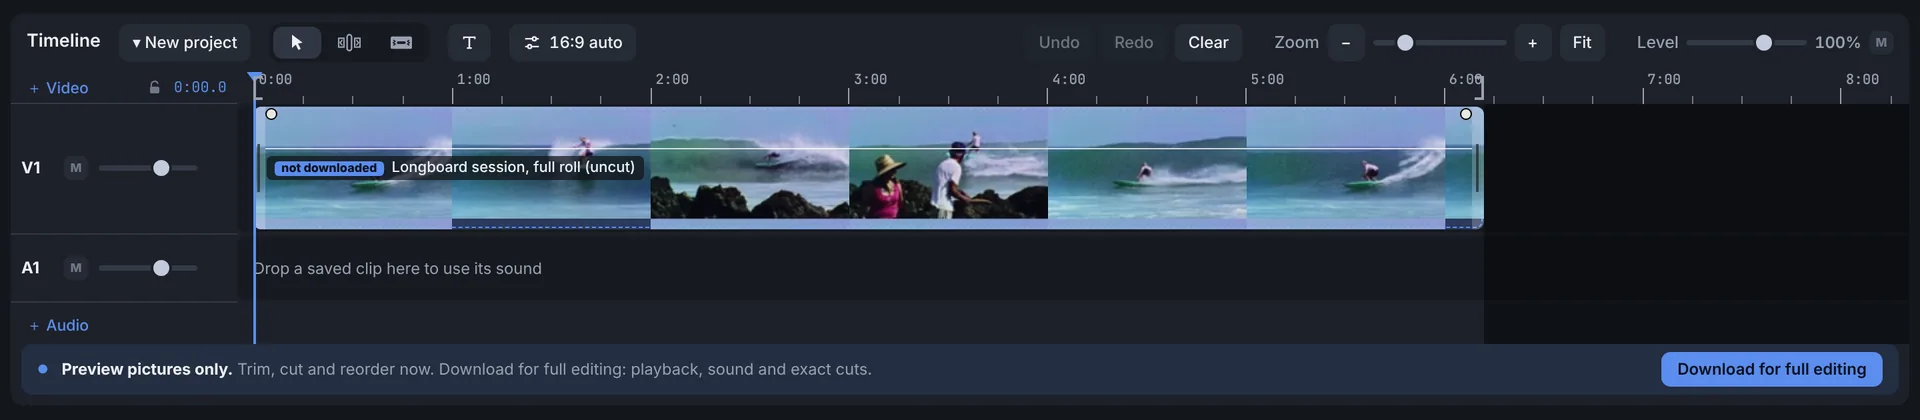 Timeline
▾ New project
T
16:9 auto
Undo
Redo
Clear
Zoom
−
+
Fit
Level
100%
M
+ Video
0:00.0
0:00
1:00
2:00
3:00
4:00
5:00
6:00
7:00
8:00
V1
M
not downloaded
Longboard session, full roll (uncut)
A1
M
Drop a saved clip here to use its sound
+ Audio
Preview pictures only. Trim, cut and reorder now. Download for full editing: playback, sound and exact cuts.
Download for full editing